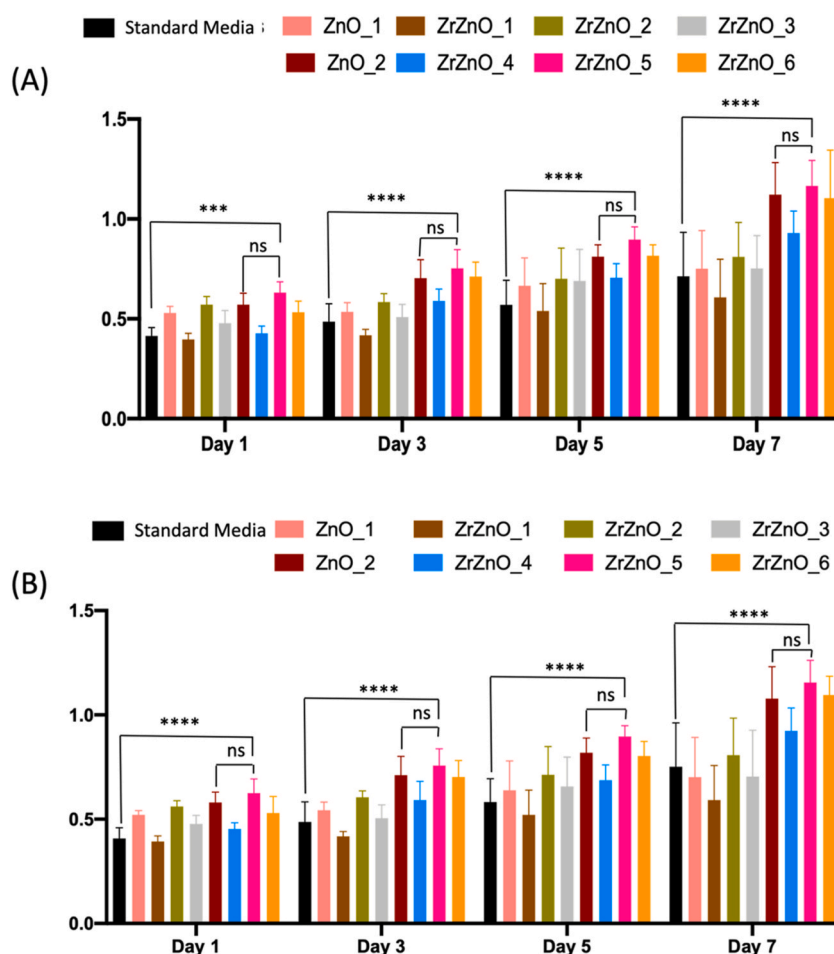 Standard Media : ZnO_1 ZrZnO_1 ZrZnO_2 ZrZnO_3
ZnO_2 ZrZnO_4 ZrZnO_5 ZrZnO_6
(A)
1.5
1.0
0.5
0.0
*** ns
**** ns
**** ns
**** ns
Day 1 Day 3 Day 5 Day 7
Standard Media ZnO_1 ZrZnO_1 ZrZnO_2 ZrZnO_3
ZnO_2 ZrZnO_4 ZrZnO_5 ZrZnO_6
(B)
1.5
1.0
0.5
0.0
**** ns
**** ns
**** ns
**** ns
Day 1 Day 3 Day 5 Day 7